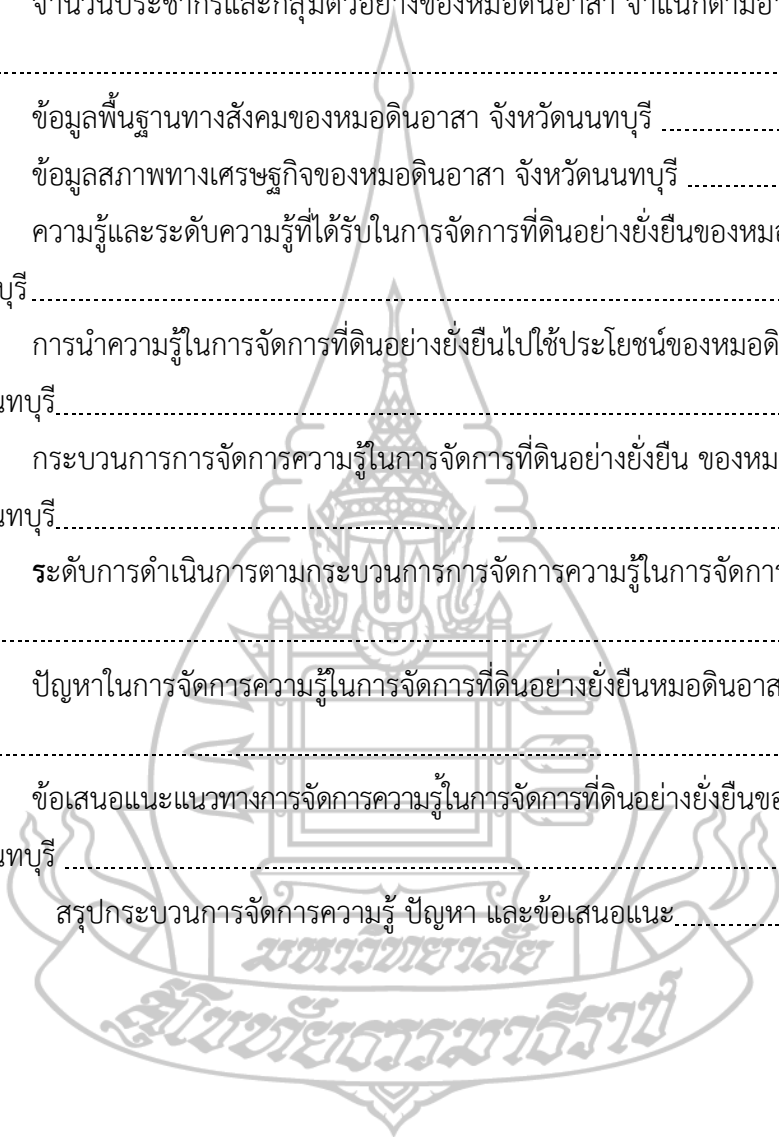 จำนวนประชากรและกลุ่มตัวอย่างของหมอดินอาสา จำแนกตามอำ
ข้อมูลพื้นฐานทางสังคมของหมอดินอาสา จังหวัดนนทบุรี
ข้อมูลสภาพทางเศรษฐกิจของหมอดินอาสา จังหวัดนนทบุรี
ความรู้และระดับความรู้ที่ได้รับในการจัดการที่ดินอย่างยั่งยืนของหมอ
บุรี
การนำความรู้ในการจัดการที่ดินอย่างยั่งยืนไปใช้ประโยชน์ของหมอดิ
นทบุรี
กระบวนการการจัดการความรู้ในการจัดการที่ดินอย่างยั่งยืน ของหม
นทบุรี
ระดับการดำเนินการตามกระบวนการการจัดการความรู้ในการจัดการ
ปัญหาในการจัดการความรู้ในการจัดการที่ดินอย่างยั่งยืนหมอดินอาส
ข้อเสนอแนะแนวทางการจัดการความรู้ในการจัดการที่ดินอย่างยั่งยืนขอ
นทบุรี
สรุปกระบวนการจัดการความรู้ ปัญหา และข้อเสนอแนะ
มหาวิทยาลัย
สุโขทัยธรรมาธิราช